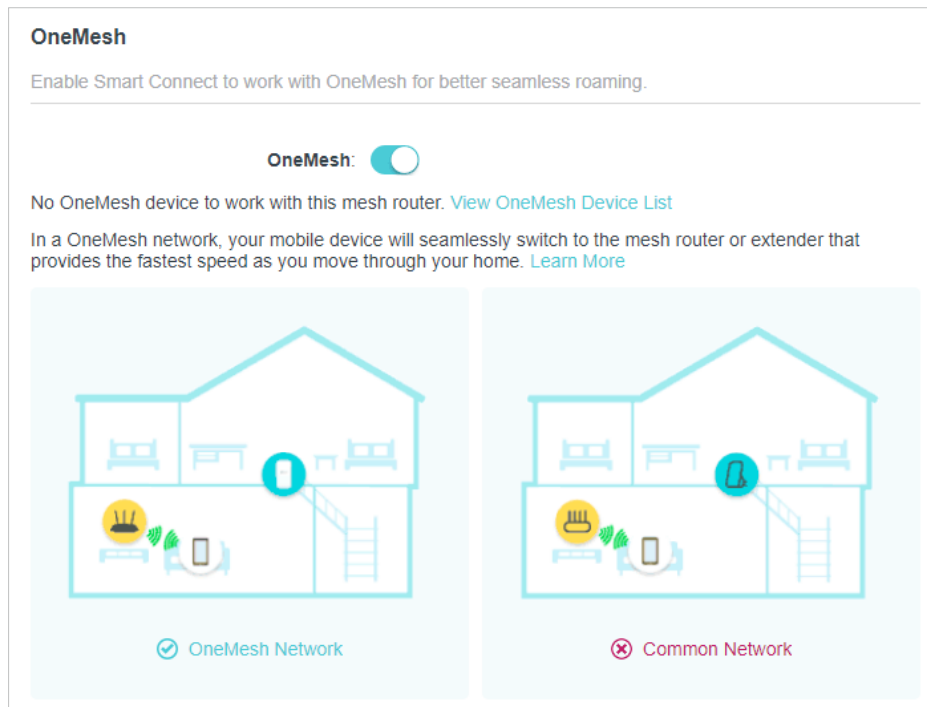 OneMesh
Enable Smart Connect to work with OneMesh for better seamless roaming.
OneMesh:
No OneMesh device to work with this mesh router. View OneMesh Device List
In a OneMesh network, your mobile device will seamlessly switch to the mesh router or extender that
provides the fastest speed as you move through your home. Learn More
OneMesh Network
Common Network